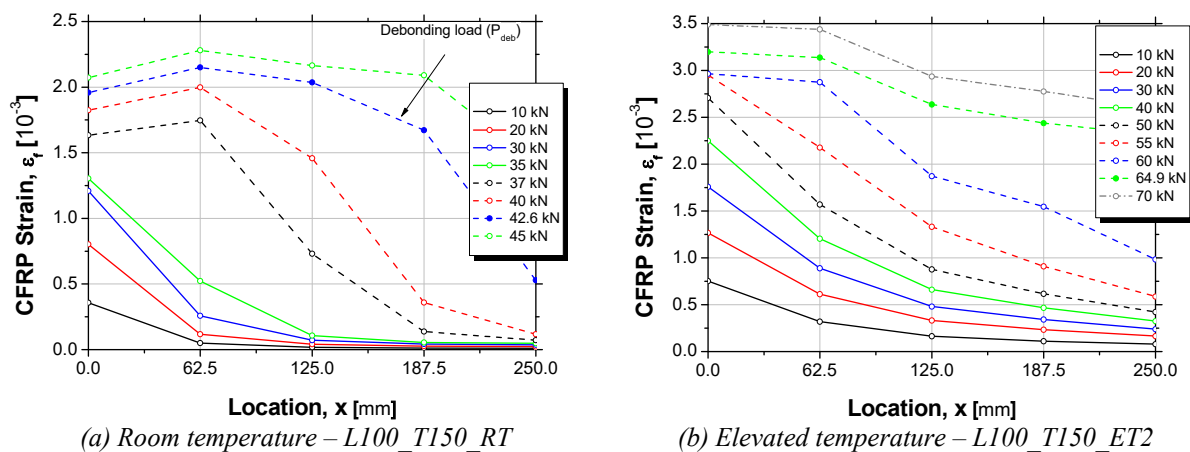 2.5
2.0
1.5
1.0
0.5
0.0
CFRP Strain, εf [10-3]
0.0 62.5 125.0 187.5 250.0
Location, x [mm]
Debonding load (Pdeb)
10 kN
20 kN
30 kN
35 kN
37 kN
40 kN
42.6 kN
45 kN
(a) Room temperature – L100_T150_RT
3.5
3.0
2.5
2.0
1.5
1.0
0.5
0.0
CFRP Strain, εf [10-3]
0.0 62.5 125.0 187.5 250.0
Location, x [mm]
10 kN
20 kN
30 kN
40 kN
50 kN
55 kN
60 kN
64.9 kN
70 kN
(b) Elevated temperature – L100_T150_ET2